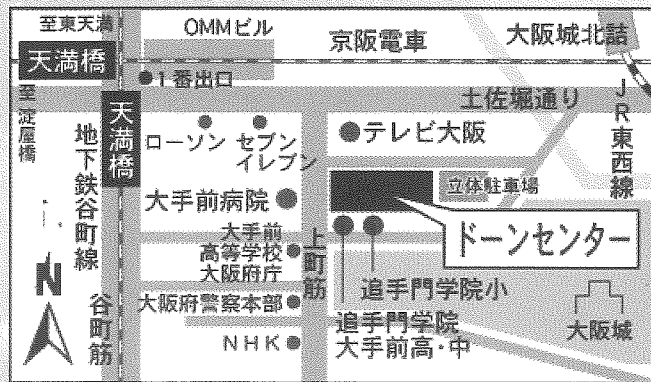 至東天満
OMMビル
京阪電車
大阪城北詰
天満橋
1番出口
至 淀屋橋
天満橋
土佐堀通り
JR東西線
地下鉄谷町線
ローソン
セブン
イレブン
テレビ大阪
大手前病院
立体駐車場
大手前
高等学校
大阪府庁
上町筋
ドーンセンター
N
谷町筋
大阪府警察本部
追手門学院小
追手門学院
大手前高・中
大阪城
NHK